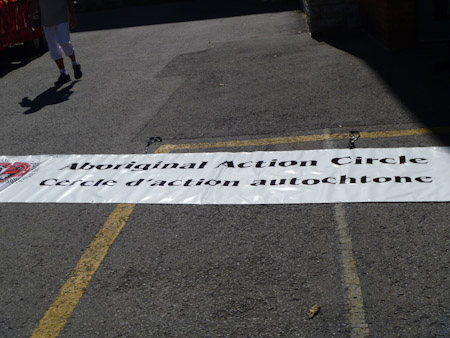 Aboriginal Action Circle
Cercle d'action autochtone